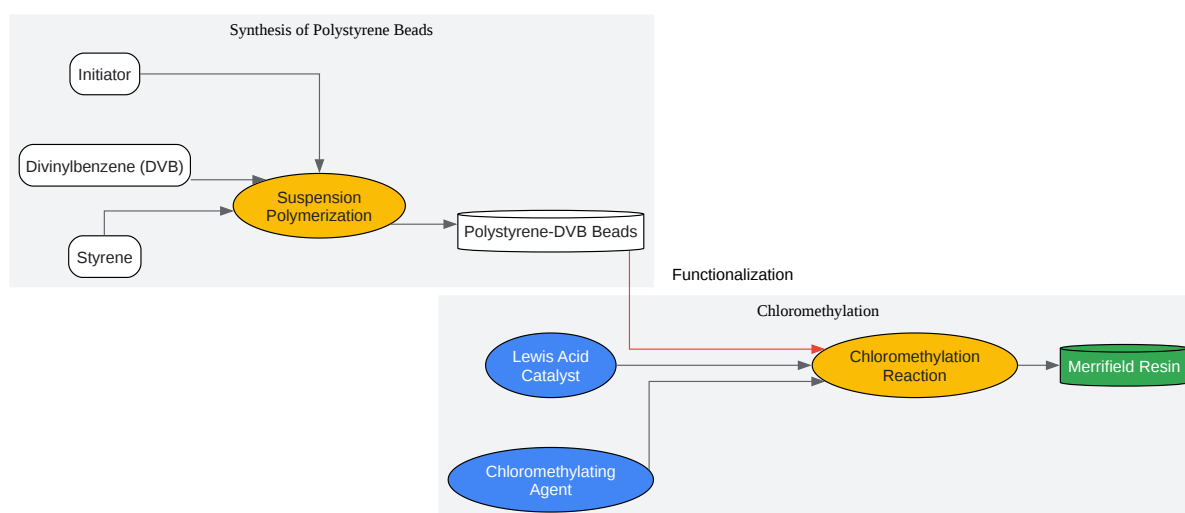 Synthesis of Polystyrene Beads
Initiator
Divinylbenzene (DVB)
Suspension
Polymerization
Polystyrene-DVB Beads
Styrene
Functionalization
Chloromethylation
Lewis Acid
Catalyst
Chloromethylation
Reaction
Merrifield Resin
Chloromethylating
Agent